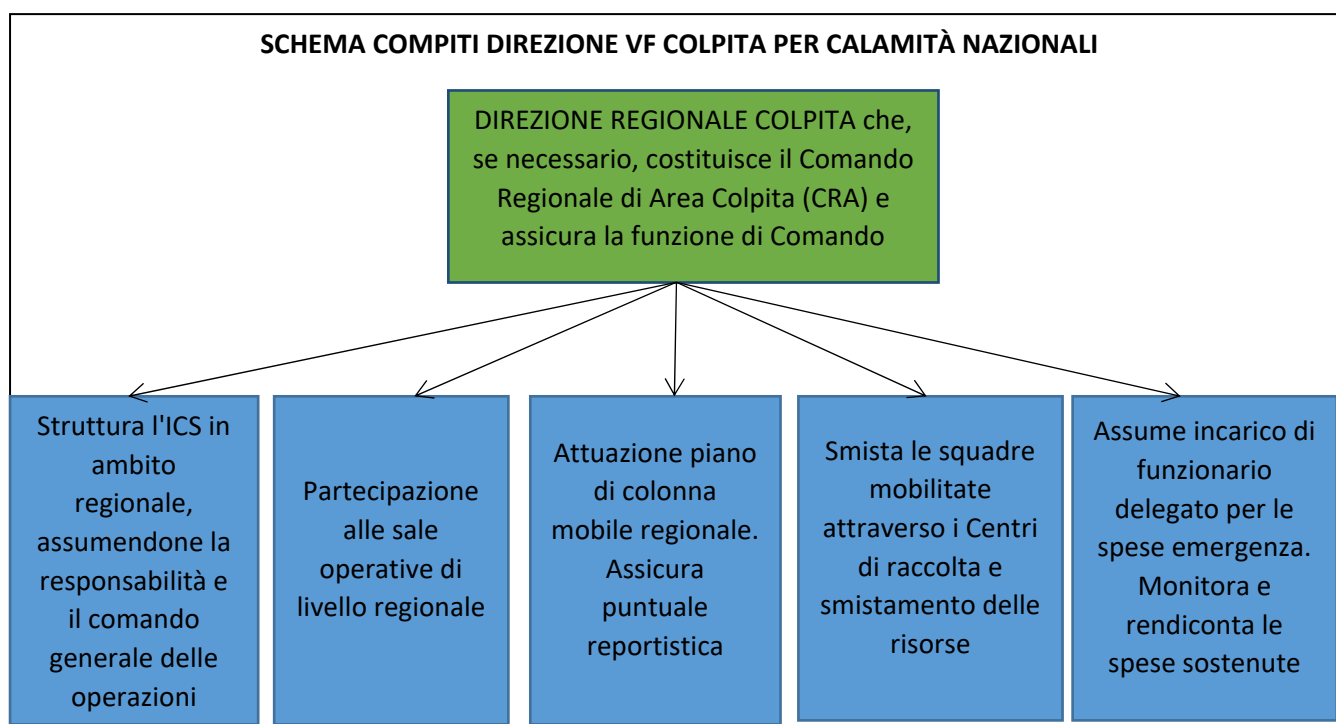 SCHEMA COMPITI DIREZIONE VF COLPITA PER CALAMITÀ NAZIONALI
DIREZIONE REGIONALE COLPITA che,
se necessario, costituisce il Comando
Regionale di Area Colpita (CRA) e
assicura la funzione di Comando
Struttura l'ICS in
ambito
regionale,
assumendone la
responsabilità e
il comando
generale delle
operazioni
Partecipazione
alle sale
operative di
livello regionale
Attuazione piano
di colonna
mobile regionale.
Assicura
puntuale
reportistica
Smista le squadre
mobilitate
attraverso i Centri
di raccolta e
smistamento delle
risorse
Assume incarico di
funzionario
delegato per le
spese emergenza.
Monitora e
rendiconta le
spese sostenute